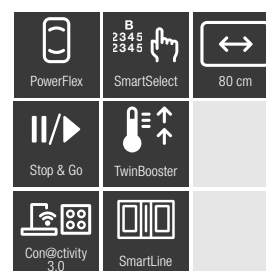 B
2345
2345
PowerFlex
SmartSelect
80 cm
Stop & Go
TwinBooster
Con@ctivity
3.0
SmartLine